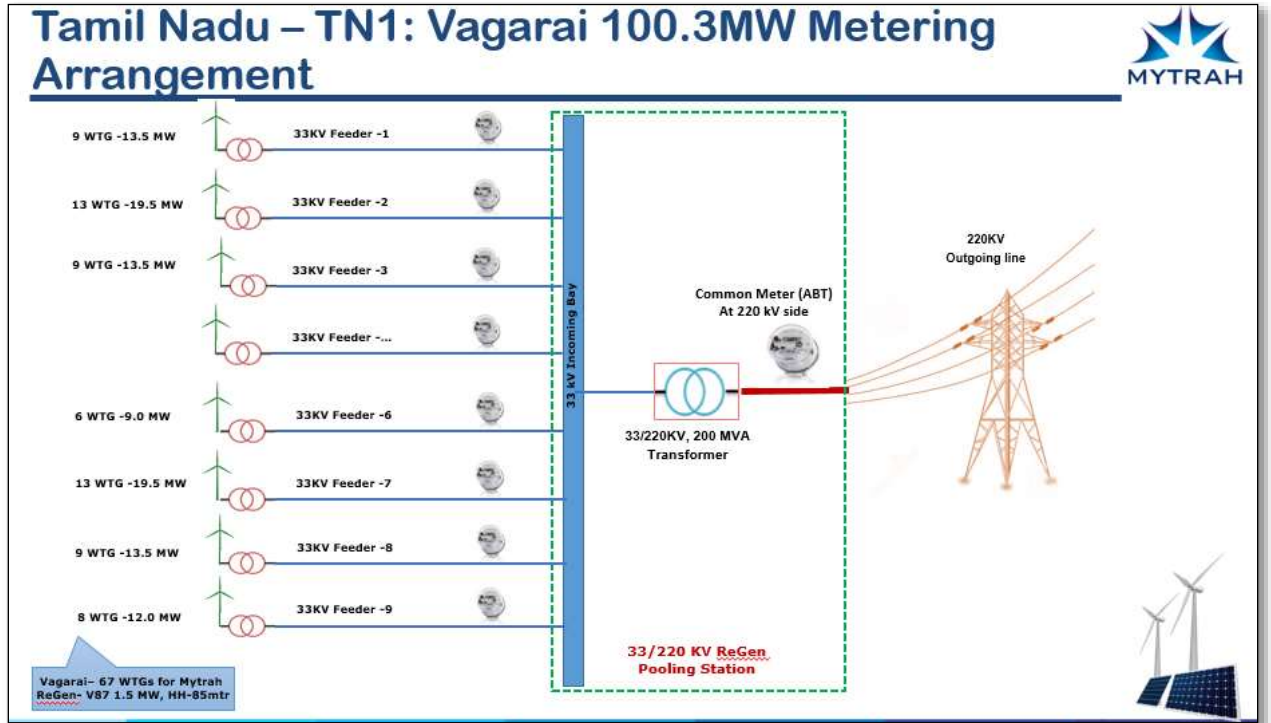 Tamil Nadu – TN1: Vagarai 100.3MW Metering
Arrangement
MYTRAH
9 WTG -13.5 MW
33KV Feeder -1
13 WTG -19.5 MW
33KV Feeder -2
9 WTG -13.5 MW
33KV Feeder -3
33KV Feeder -...
6 WTG -9.0 MW
33KV Feeder -6
13 WTG -19.5 MW
33KV Feeder -7
9 WTG -13.5 MW
33KV Feeder -8
8 WTG -12.0 MW
33KV Feeder -9
33 kV Incoming Bay
Common Meter (ABT)
At 220 kV side
33/220KV, 200 MVA
Transformer
220KV
Outgoing line
33/220 KV ReGen
Pooling Station
Vagarai– 67 WTGs for Mytrah
ReGen- V87 1.5 MW, HH-85mtr